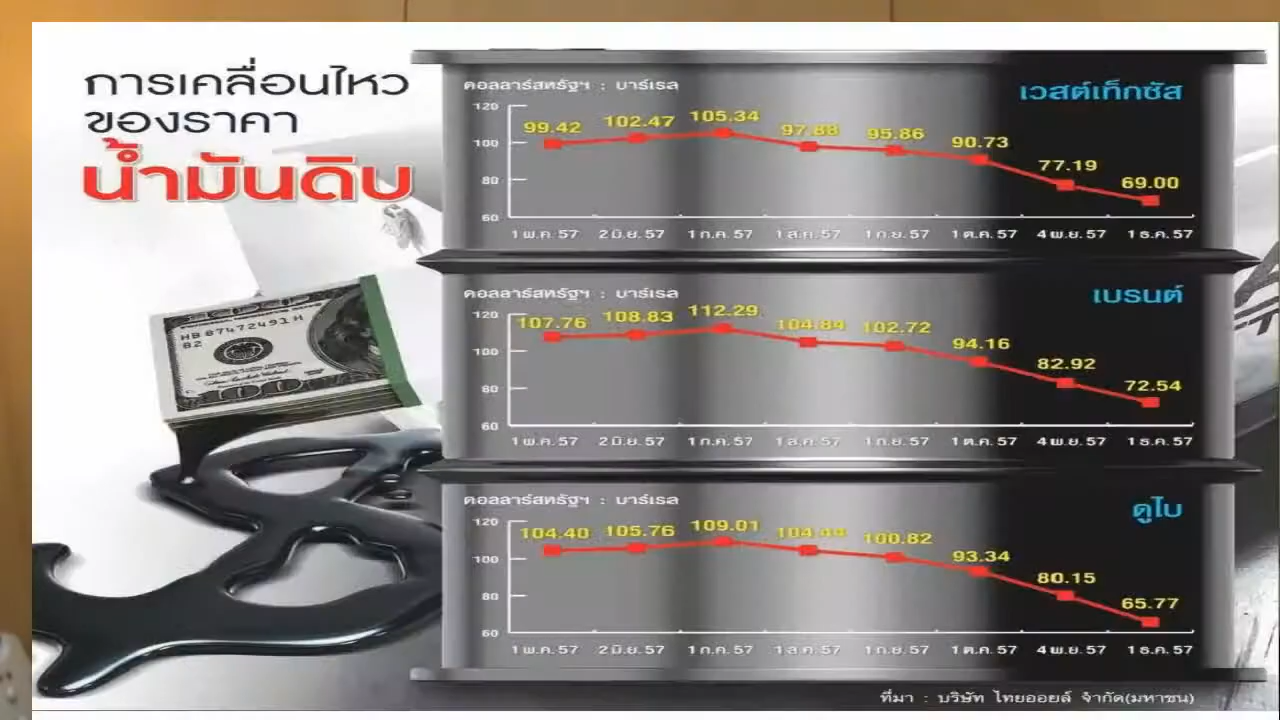 การเคลื่อนไหว
ของราคา
น้ำมันดิบ
ดอลลาร์สหรัฐฯ : บาร์เรล
เวสต์เท็กซัส
120
100
80
60
99.42 102.47 105.34 97.88 95.86 90.73 77.19 69.00
1 พ.ค. 57 2 มิ.ย. 57 1 ก.ค. 57 1 ส.ค. 57 1 ก.ย. 57 1 ต.ค. 57 4 พ.ย. 57 1 ธ.ค. 57
ดอลลาร์สหรัฐฯ : บาร์เรล
เบรนต์
120
100
80
60
107.76 108.83 112.29 104.84 102.72 94.16 82.92 72.54
1 พ.ค. 57 2 มิ.ย. 57 1 ก.ค. 57 1 ส.ค. 57 1 ก.ย. 57 1 ต.ค. 57 4 พ.ย. 57 1 ธ.ค. 57
HB 87472491 H
B2
100
ดอลลาร์สหรัฐฯ : บาร์เรล
ดูไบ
120
100
80
60
104.40 105.76 109.01 104.49 100.82 93.34 80.15 65.77
1 พ.ค. 57 2 มิ.ย. 57 1 ก.ค. 57 1 ส.ค. 57 1 ก.ย. 57 1 ต.ค. 57 4 พ.ย. 57 1 ธ.ค. 57
ที่มา : บริษัท ไทยออยล์ จำกัด(มหาชน)